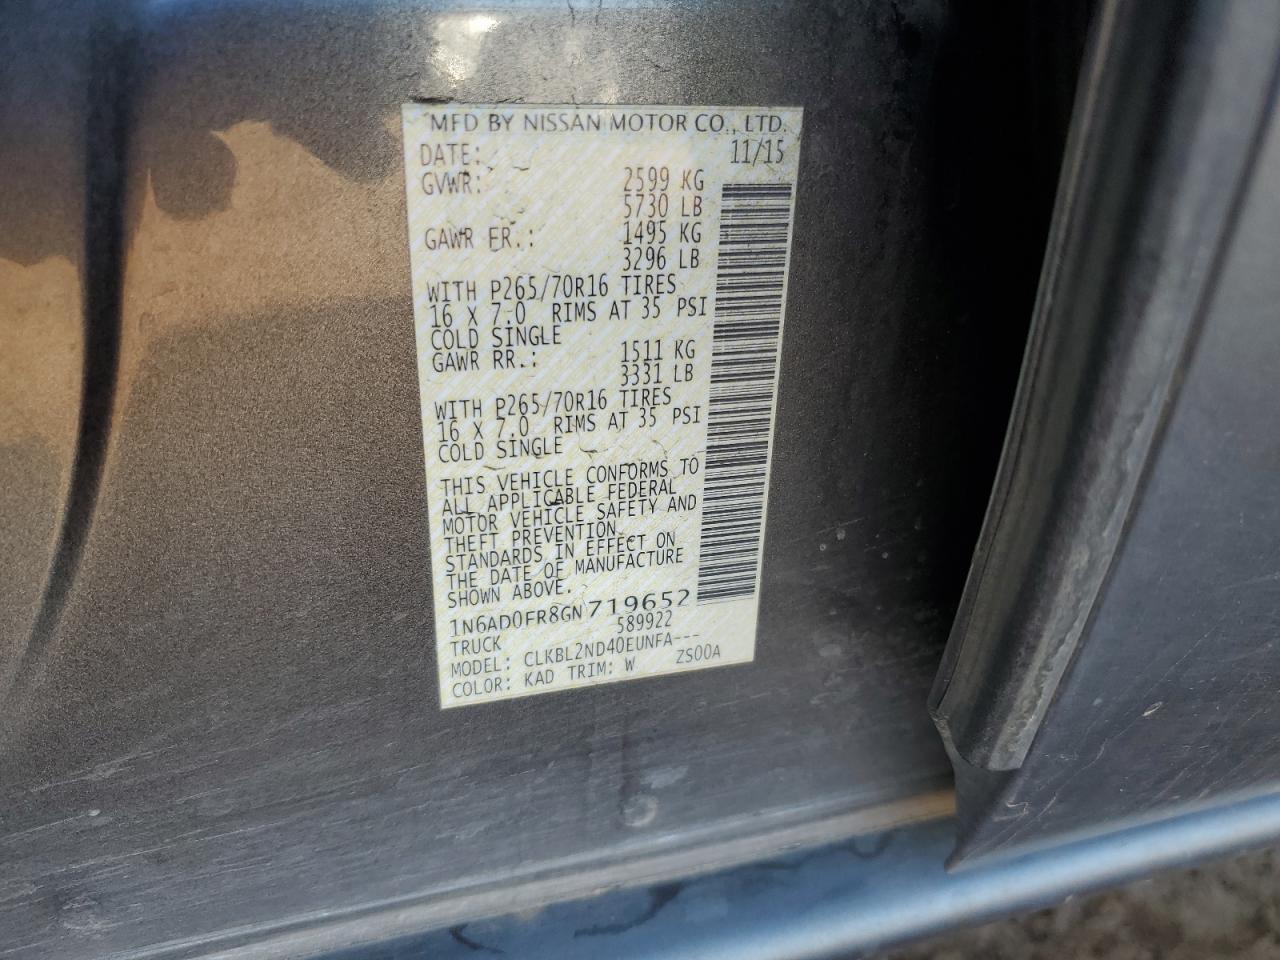 MFD BY NISSAN MOTOR CO., LTD.
DATE: 11/15
GVWR: 2599 KG
5730 LB
GAWR FR.: 1495 KG
3296 LB
WITH P265/70R16 TIRES
16 X 7.0 RIMS AT 35 PSI
COLD SINGLE
GAWR RR.: 1511 KG
3331 LB
WITH P265/70R16 TIRES
16 X 7.0 RIMS AT 35 PSI
COLD SINGLE
THIS VEHICLE CONFORMS TO
ALL APPLICABLE FEDERAL
MOTOR VEHICLE SAFETY AND
THEFT PREVENTION
STANDARDS IN EFFECT ON
THE DATE OF MANUFACTURE
SHOWN ABOVE.
1N6AD0FR8GN719652
TRUCK 589922
MODEL: CLKBL2ND40EUNFA---
COLOR: KAD TRIM: W ZS00A